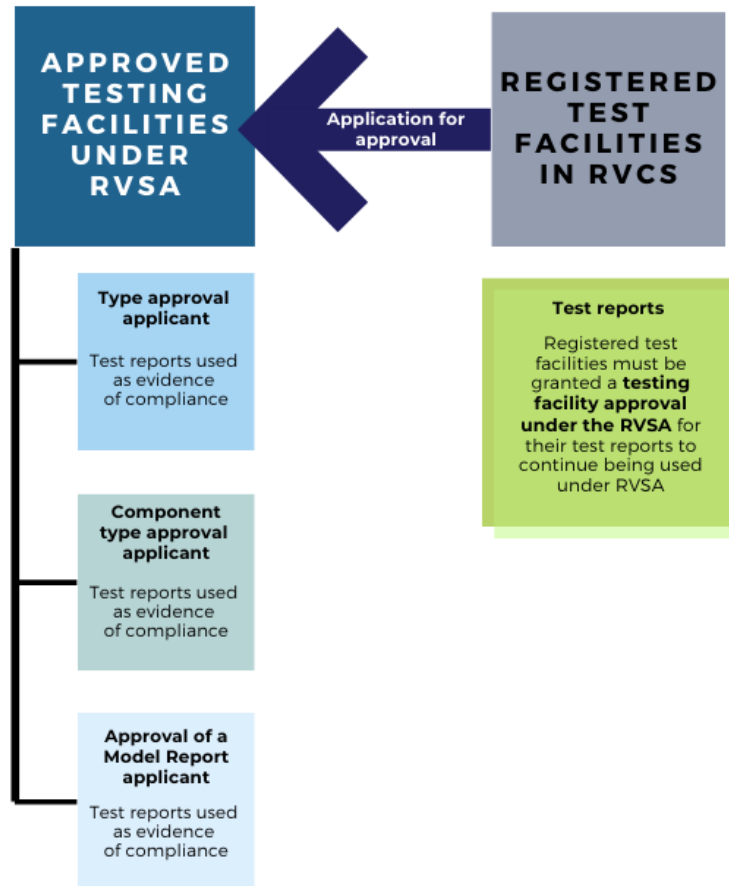 APPROVED
TESTING
FACILITIES
UNDER
RVSA
Application for
approval
REGISTERED
TEST
FACILITIES
IN RVCS
Type approval
applicant
Test reports used
as evidence
of compliance
Test reports
Registered test
facilities must be
granted a testing
facility approval
under the RVSA for
their test reports to
continue being used
under RVSA
Component
type approval
applicant
Test reports used
as evidence
of compliance
Approval of a
Model Report
applicant
Test reports used
as evidence
of compliance